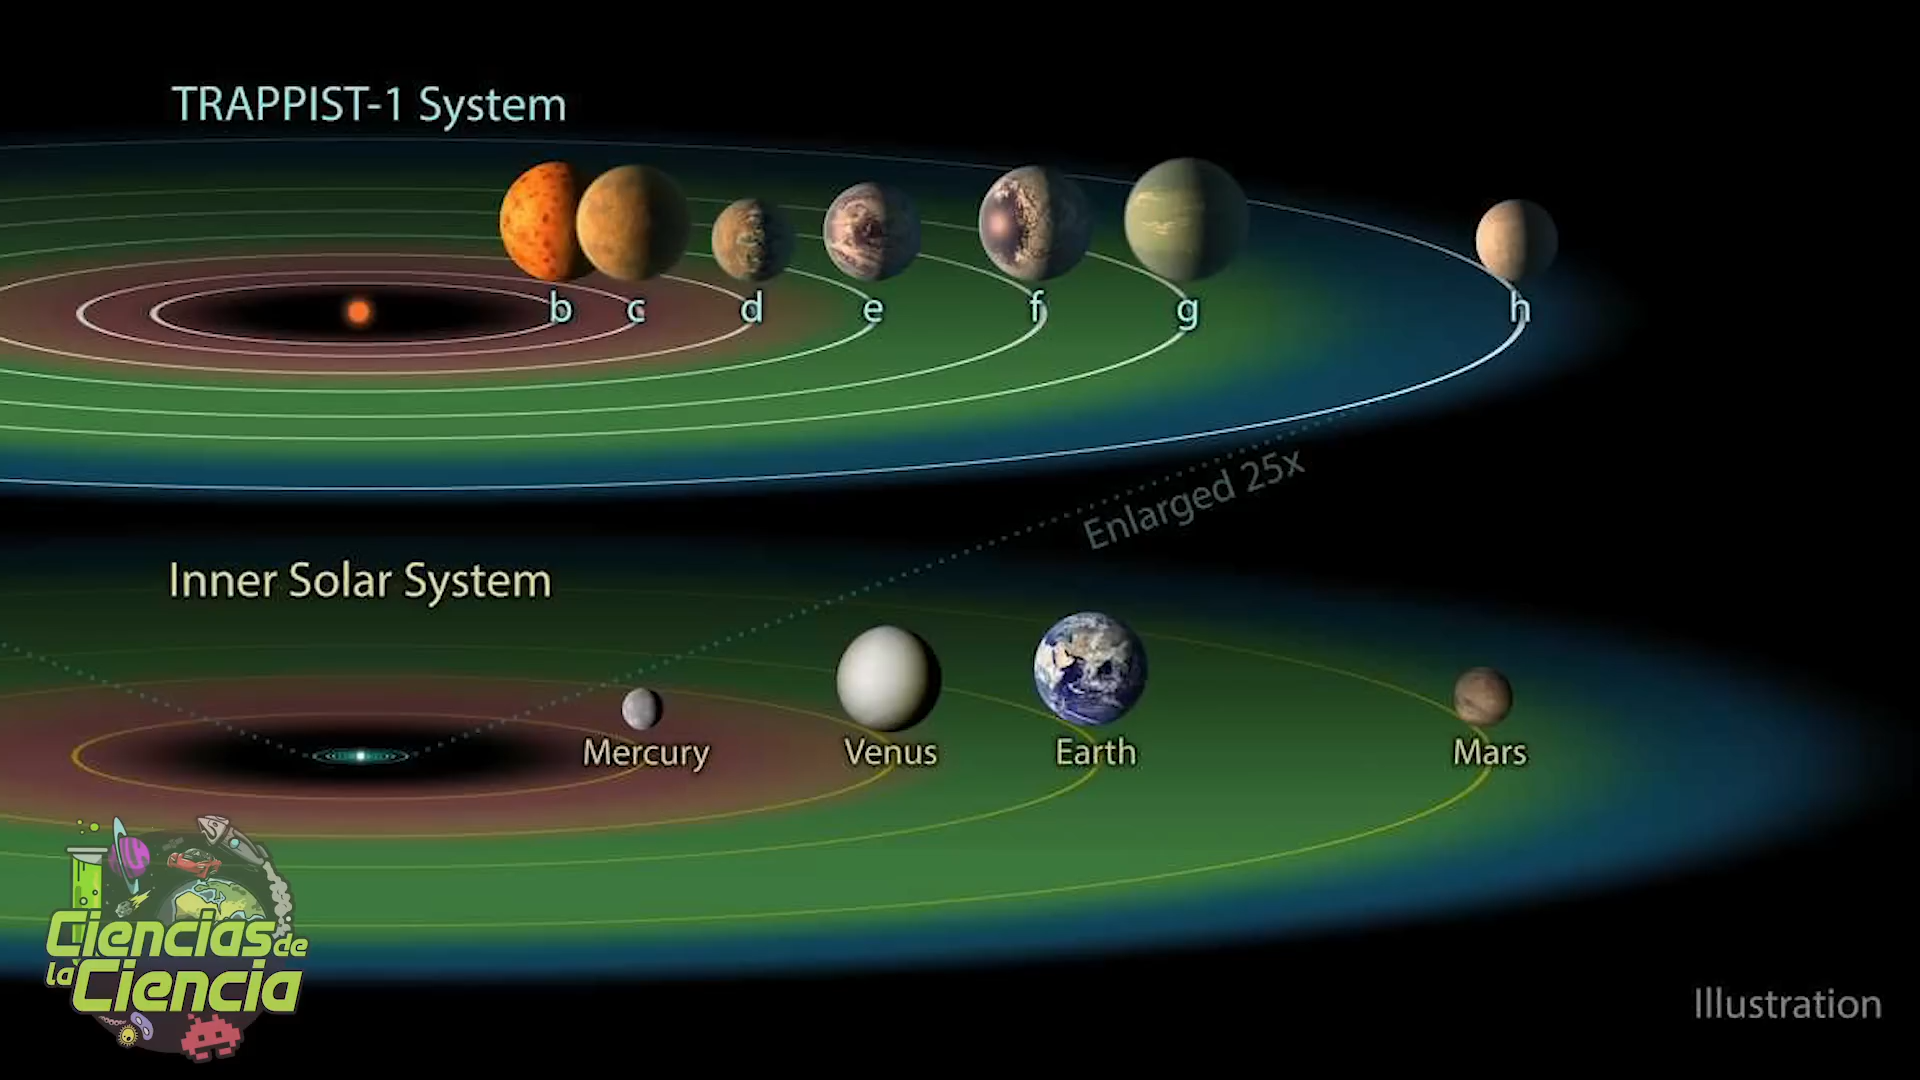 TRAPPIST-1 System
b c d e f g h
Enlarged 25x
Inner Solar System
Mercury Venus Earth Mars
Ciencias de
la Ciencia
Illustration